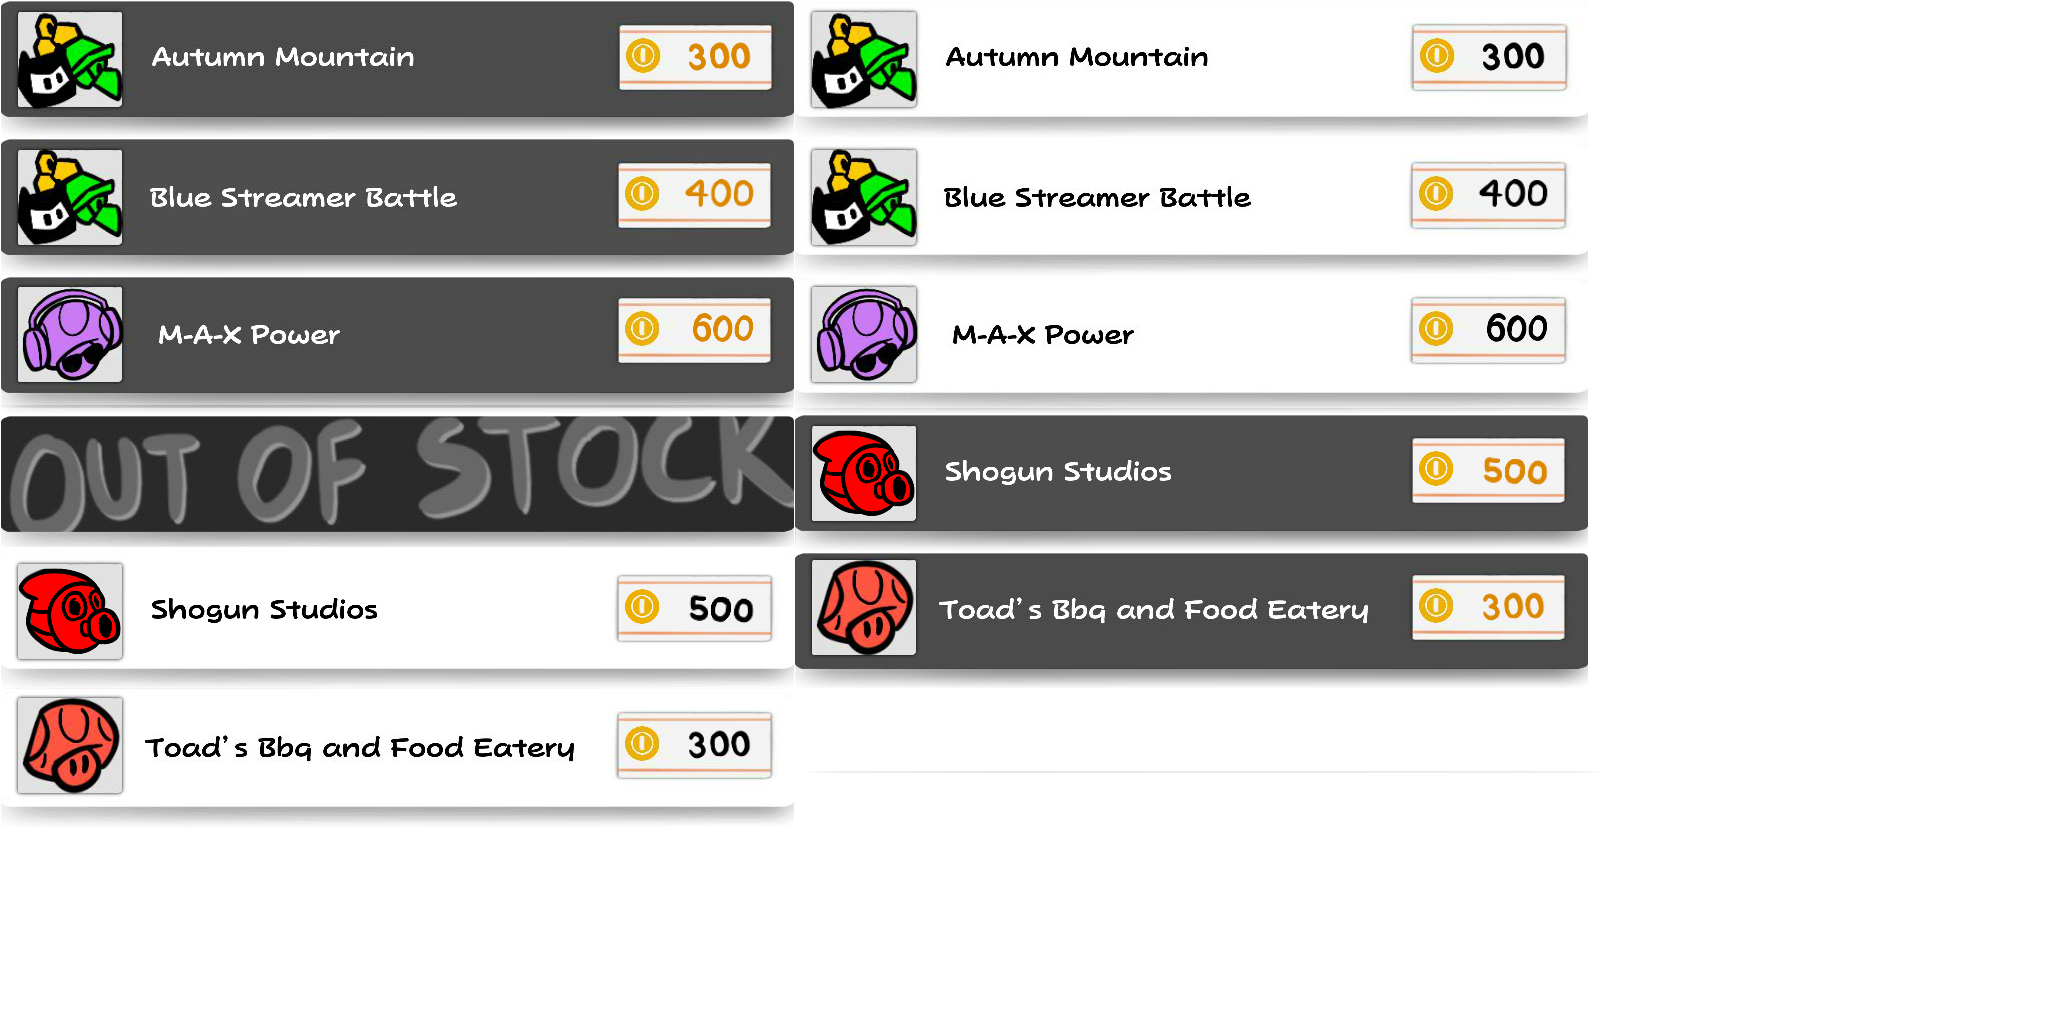 Autumn Mountain 300
Blue Streamer Battle 400
M-A-X Power 600
OUT OF STOCK
Shogun Studios 500
Toad's Bbq and Food Eatery 300
Autumn Mountain 300
Blue Streamer Battle 400
M-A-X Power 600
Shogun Studios 500
Toad's Bbq and Food Eatery 300